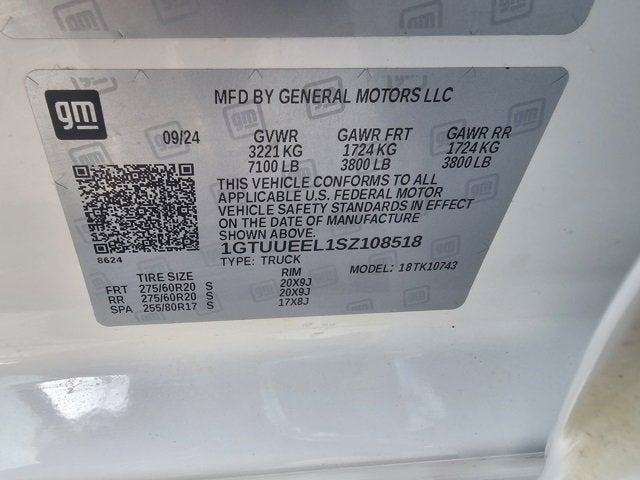 gm
MFD BY GENERAL MOTORS LLC
09/24 GVWR GAWR FRT GAWR RR
3221 KG 1724 KG 1724 KG
7100 LB 3800 LB 3800 LB
THIS VEHICLE CONFORMS TO ALL
APPLICABLE U.S. FEDERAL MOTOR
VEHICLE SAFETY STANDARDS IN EFFECT
ON THE DATE OF MANUFACTURE
SHOWN ABOVE.
8624
1GTUUEEL1SZ108518
TYPE: TRUCK MODEL: 18TK10743
TIRE SIZE RIM
FRT 275/60R20 S 20X9J
RR 275/60R20 S 20X9J
SPA 255/80R17 S 17X8J